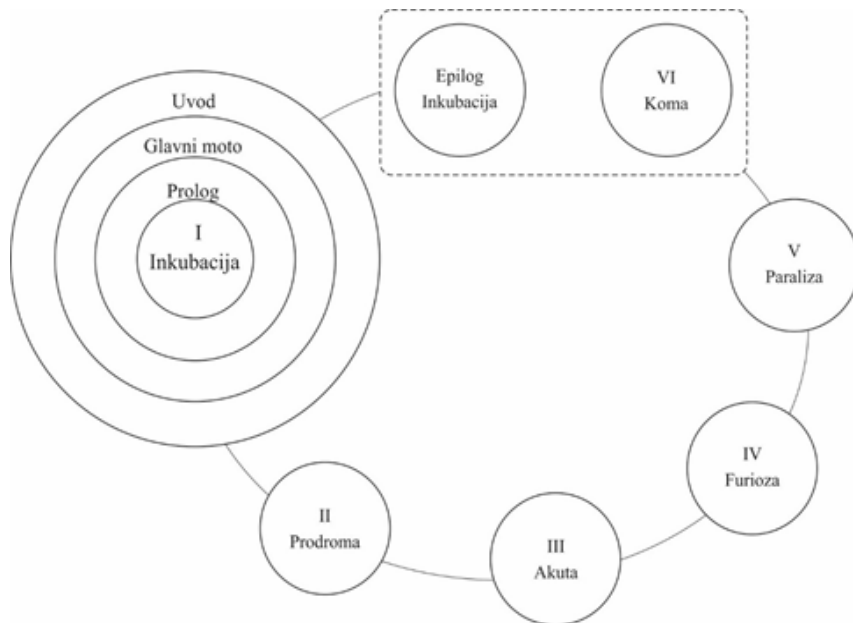 Uvod
Glavni moto
Prolog
I
Inkubacija
II
Prodroma
III
Akuta
IV
Furioza
V
Paraliza
VI
Koma
Epilog
Inkubacija